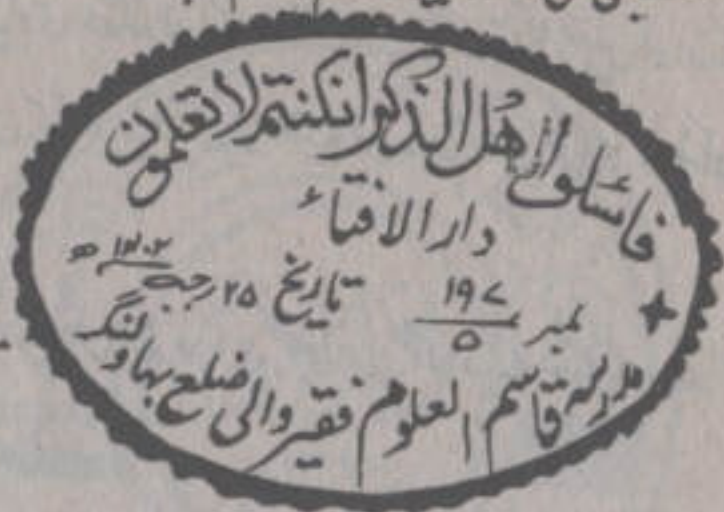 فاسئلوا اهل الذکر ان کنتم لا تعلمون
دار الافتاء
نمبر ۱۹۷/۵ تاریخ ۲۵ رجب ۱۴۰۲ھ
مدرسہ قاسم العلوم فقیر والی ضلع بہاولنگر